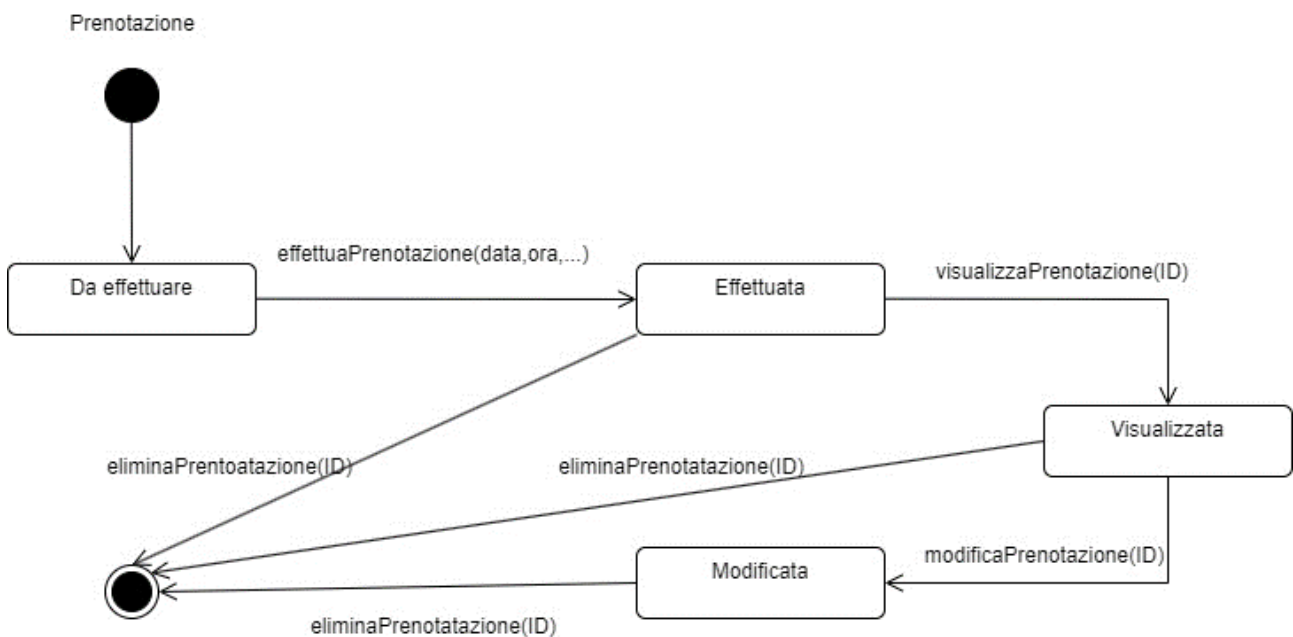 Prenotazione
effettuaPrenotazione(data,ora,...)
Da effettuare
Effettuata
visualizzaPrenotazione(ID)
Visualizzata
eliminaPrentoatazione(ID)
eliminaPrenotatazione(ID)
modificaPrenotazione(ID)
Modificata
eliminaPrenotatazione(ID)